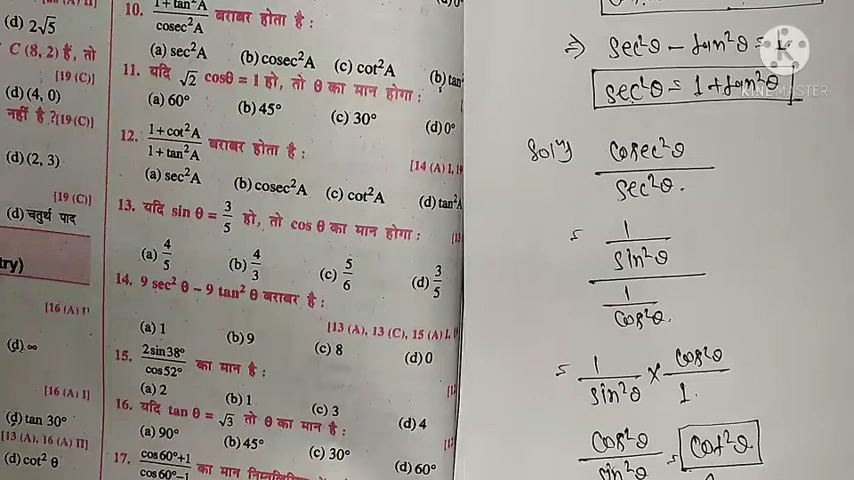 (d) 2√5
C (8, 2) हैं, तो
[19 (C)]
(d) (4, 0)
नहीं है ?[19 (C)]
(d) (2, 3)
[19 (C)]
(d) चतुर्थ पाद
try)
(d) ∞
[16 (A) I]
(d) tan 30°
[13 (A), 16 (A) II]
(d) cot² θ
10. 1+tan²A / cosec²A बराबर होता है :
(a) sec²A (b) cosec²A (c) cot²A (b) tan²
11. यदि √2 cosθ = 1 हो, तो θ का मान होगा :
(a) 60° (b) 45° (c) 30° (d) 0°
12. 1+cot²A / 1+tan²A बराबर होता है :
[14 (A) I, 19
(a) sec²A (b) cosec²A (c) cot²A (d) tan²A
13. यदि sin θ = 3/5 हो, तो cos θ का मान होगा :
(a) 4/5 (b) 4/3 (c) 5/6 (d) 3/5
14. 9 sec² θ – 9 tan² θ बराबर है :
[13 (A), 13 (C), 15 (A) I,
(a) 1 (b) 9 (c) 8 (d) 0
15. 2sin38° / cos52° का मान है :
(a) 2 (b) 1 (c) 3 (d) 4
16. यदि tan θ = √3 तो θ का मान है :
(a) 90° (b) 45° (c) 30° (d) 60°
17. cos60°+1 / cos60°–1 का मान
⇒ sec²θ – tan²θ = 1
sec²θ = 1 + tan²θ
KINEMASTER
Solⁿ) cosec²θ / sec²θ.
= 1/sin²θ / 1/cos²θ.
= 1/sin²θ × cos²θ/1.
cos²θ/sin²θ = cot²θ